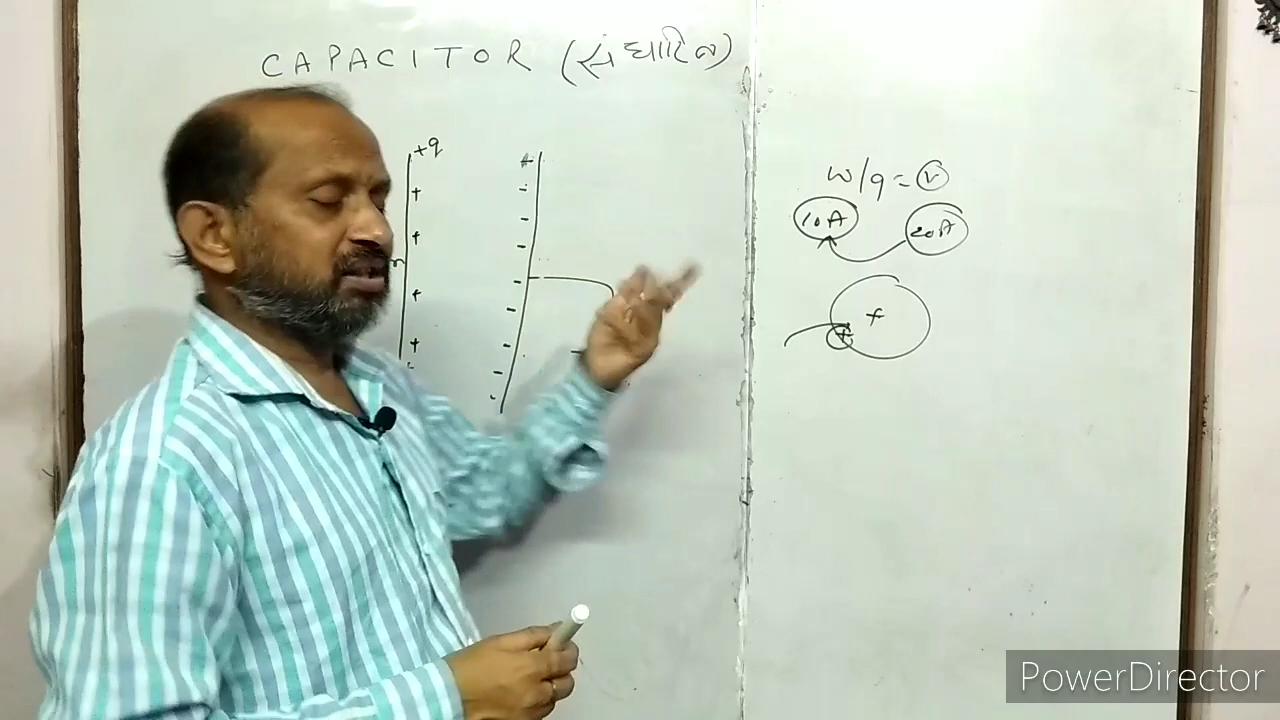 CAPACITOR (संधारित्र)
+q
+
+
+
+
-
-
-
-
-
-
-
w/q = V
10A 20A
+
+
PowerDirector